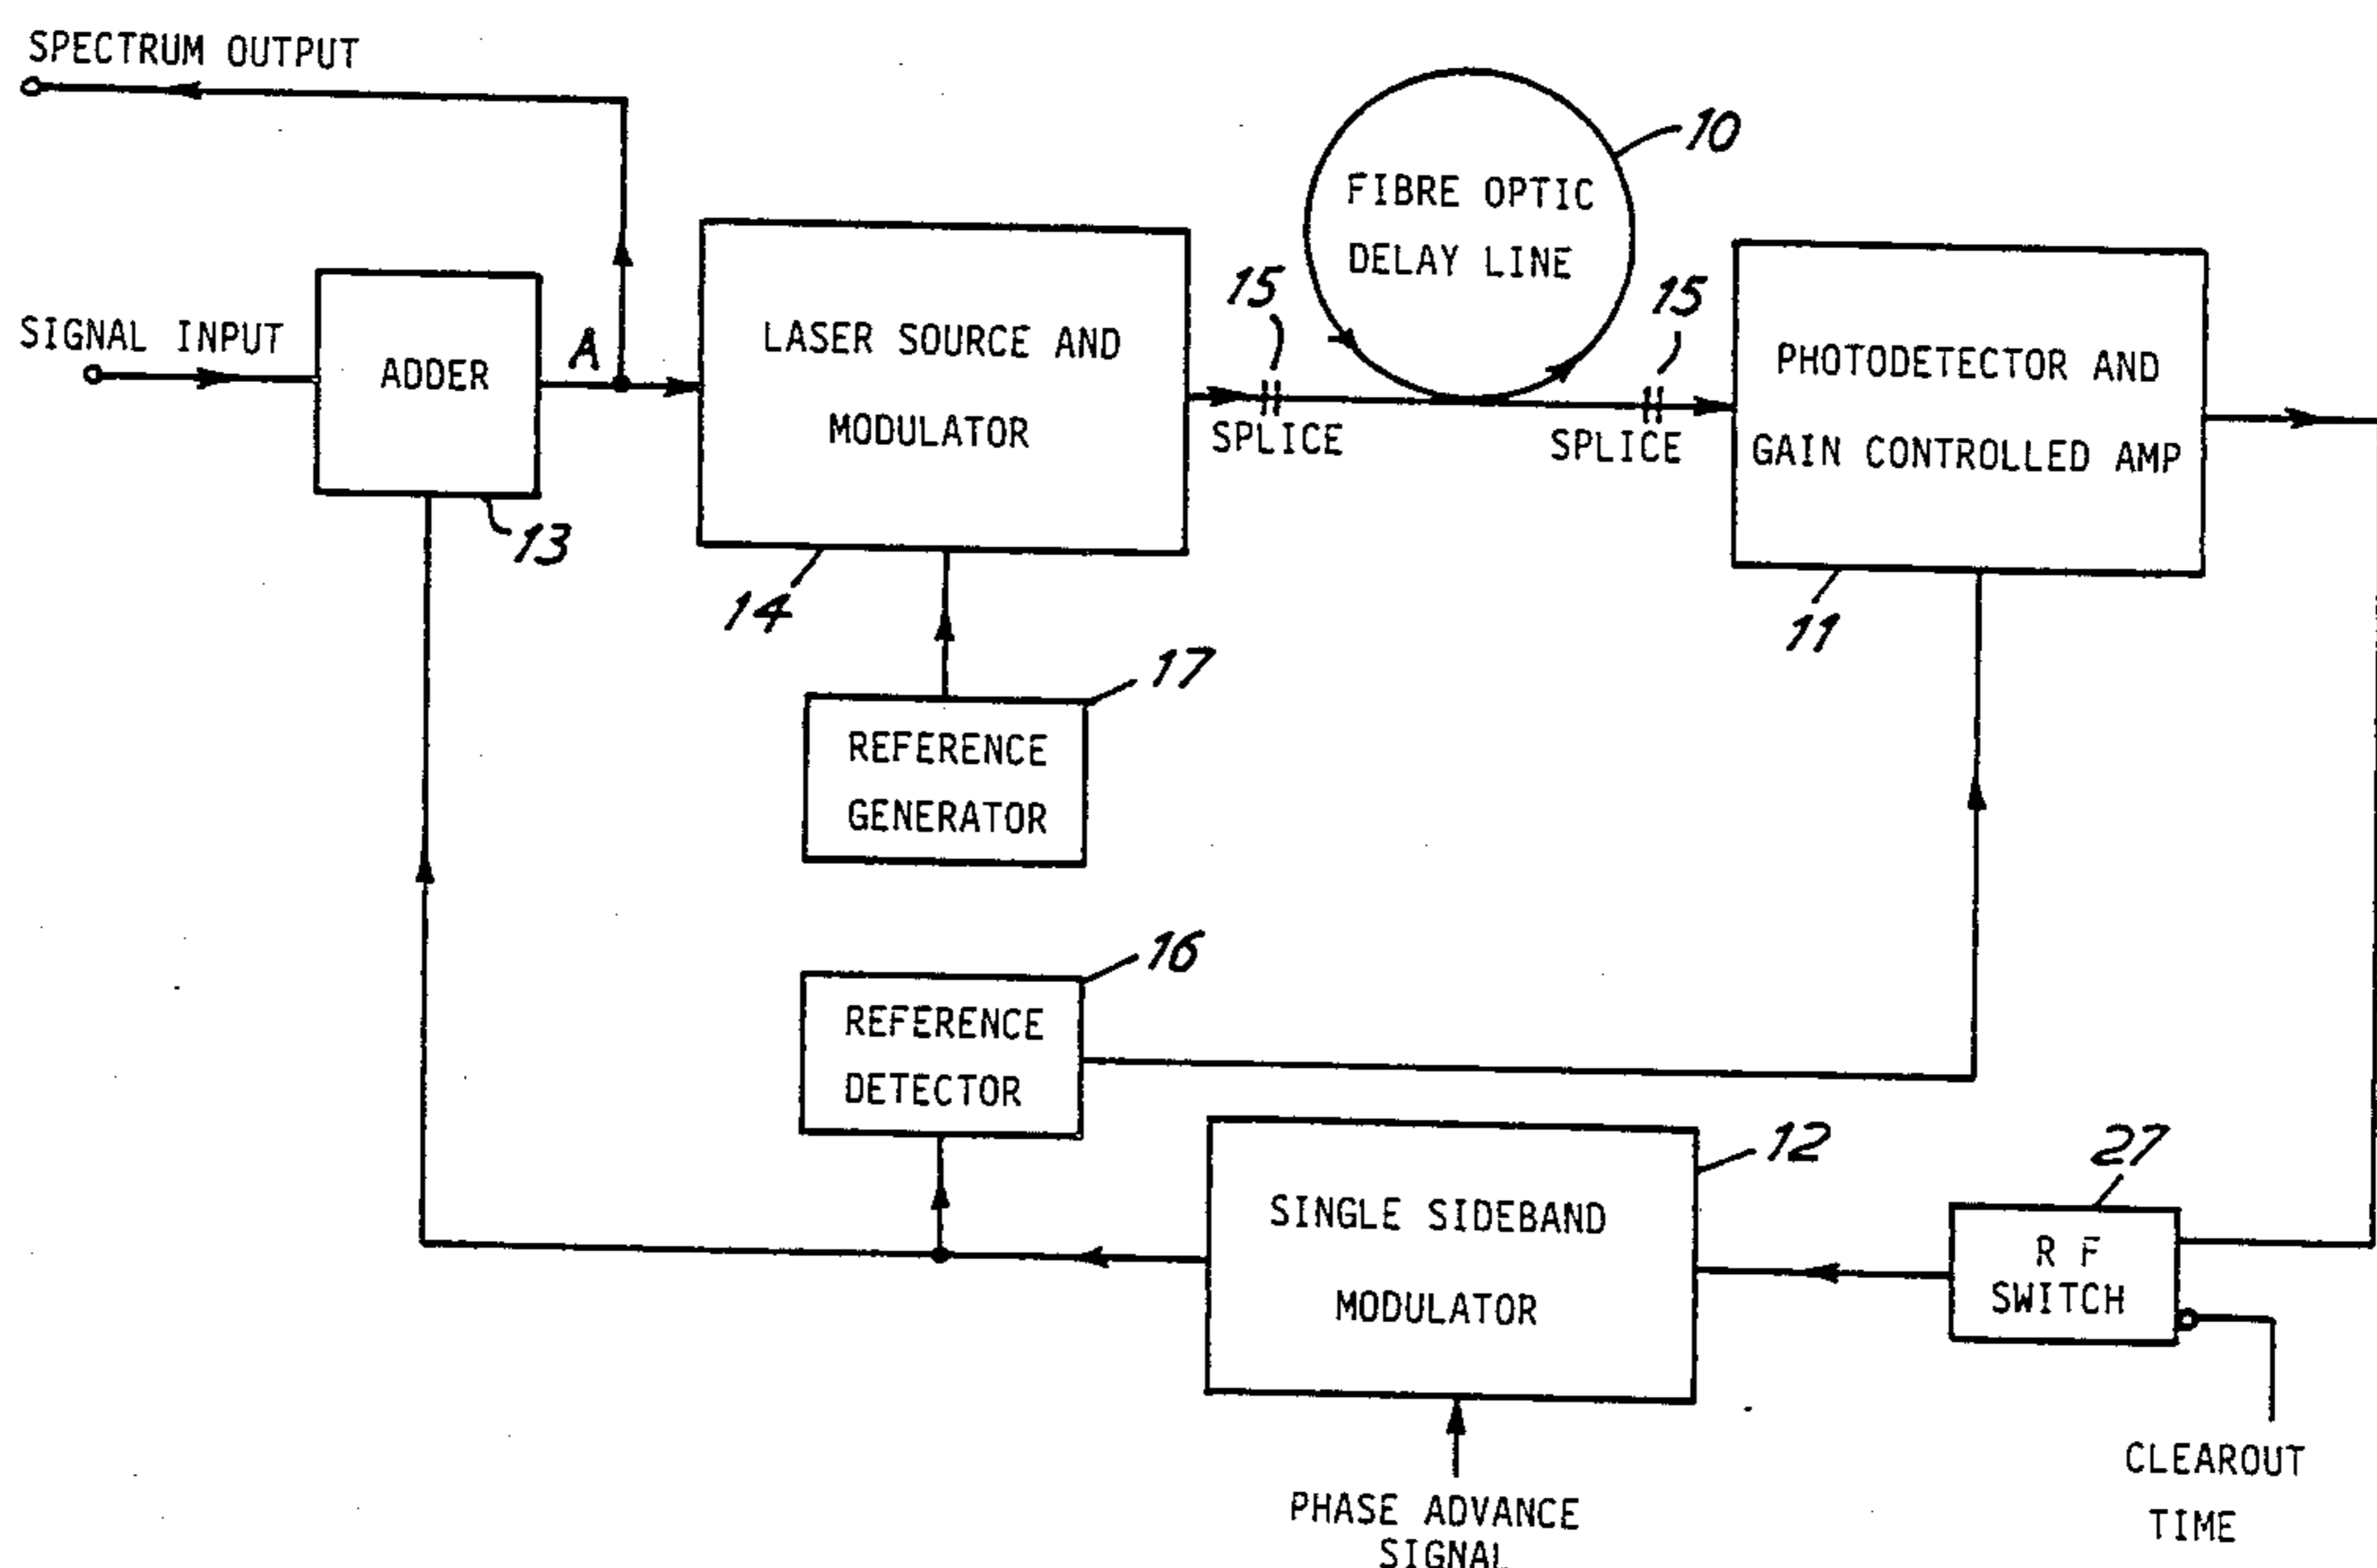 SPECTRUM OUTPUT
10
FIBRE OPTIC
DELAY LINE
SIGNAL INPUT
ADDER
A
LASER SOURCE AND
MODULATOR
15
SPLICE
15
SPLICE
PHOTODETECTOR AND
GAIN CONTROLLED AMP
13
14
11
17
REFERENCE
GENERATOR
16
REFERENCE
DETECTOR
12
SINGLE SIDEBAND
MODULATOR
27
R F
SWITCH
CLEAROUT
TIME
PHASE ADVANCE
SIGNAL